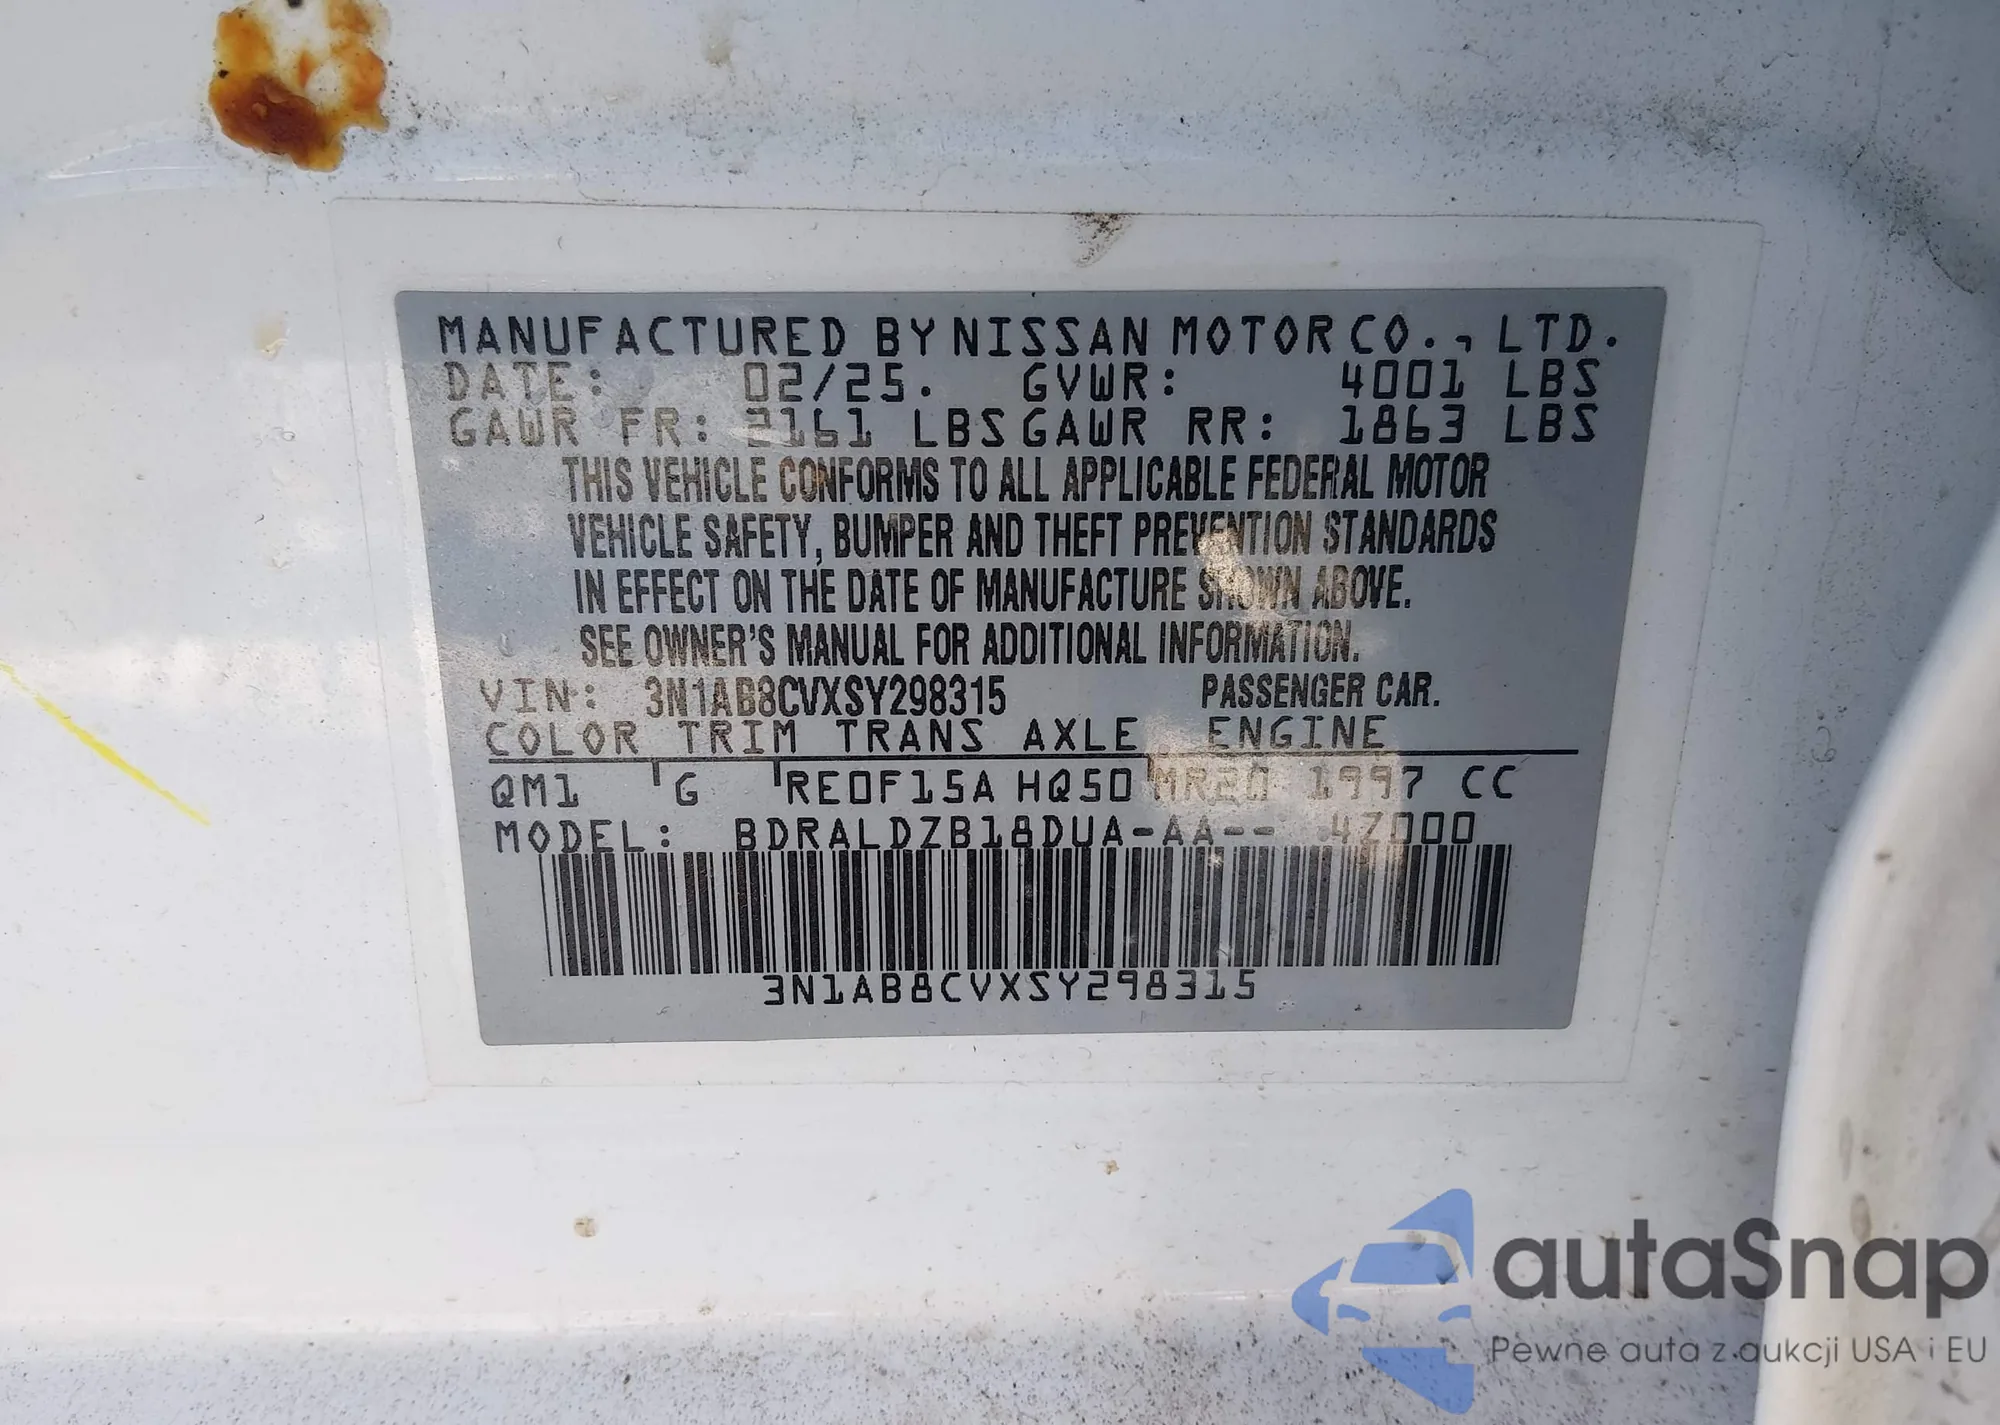 MANUFACTURED BY NISSAN MOTOR CO., LTD.
DATE: 02/25. GVWR: 4001 LBS
GAWR FR: 2161 LBS GAWR RR: 1863 LBS
THIS VEHICLE CONFORMS TO ALL APPLICABLE FEDERAL MOTOR
VEHICLE SAFETY, BUMPER AND THEFT PREVENTION STANDARDS
IN EFFECT ON THE DATE OF MANUFACTURE SHOWN ABOVE.
SEE OWNER'S MANUAL FOR ADDITIONAL INFORMATION.
VIN: 3N1AB8CVXSY298315 PASSENGER CAR.
COLOR TRIM TRANS AXLE ENGINE
QM1 G RE0F15A HQ50 MR20 1997 CC
MODEL: BDRALDZB18DUA-AA-- 4Z000
3N1AB8CVXSY298315
autaSnap
Pewne auta z aukcji USA i EU